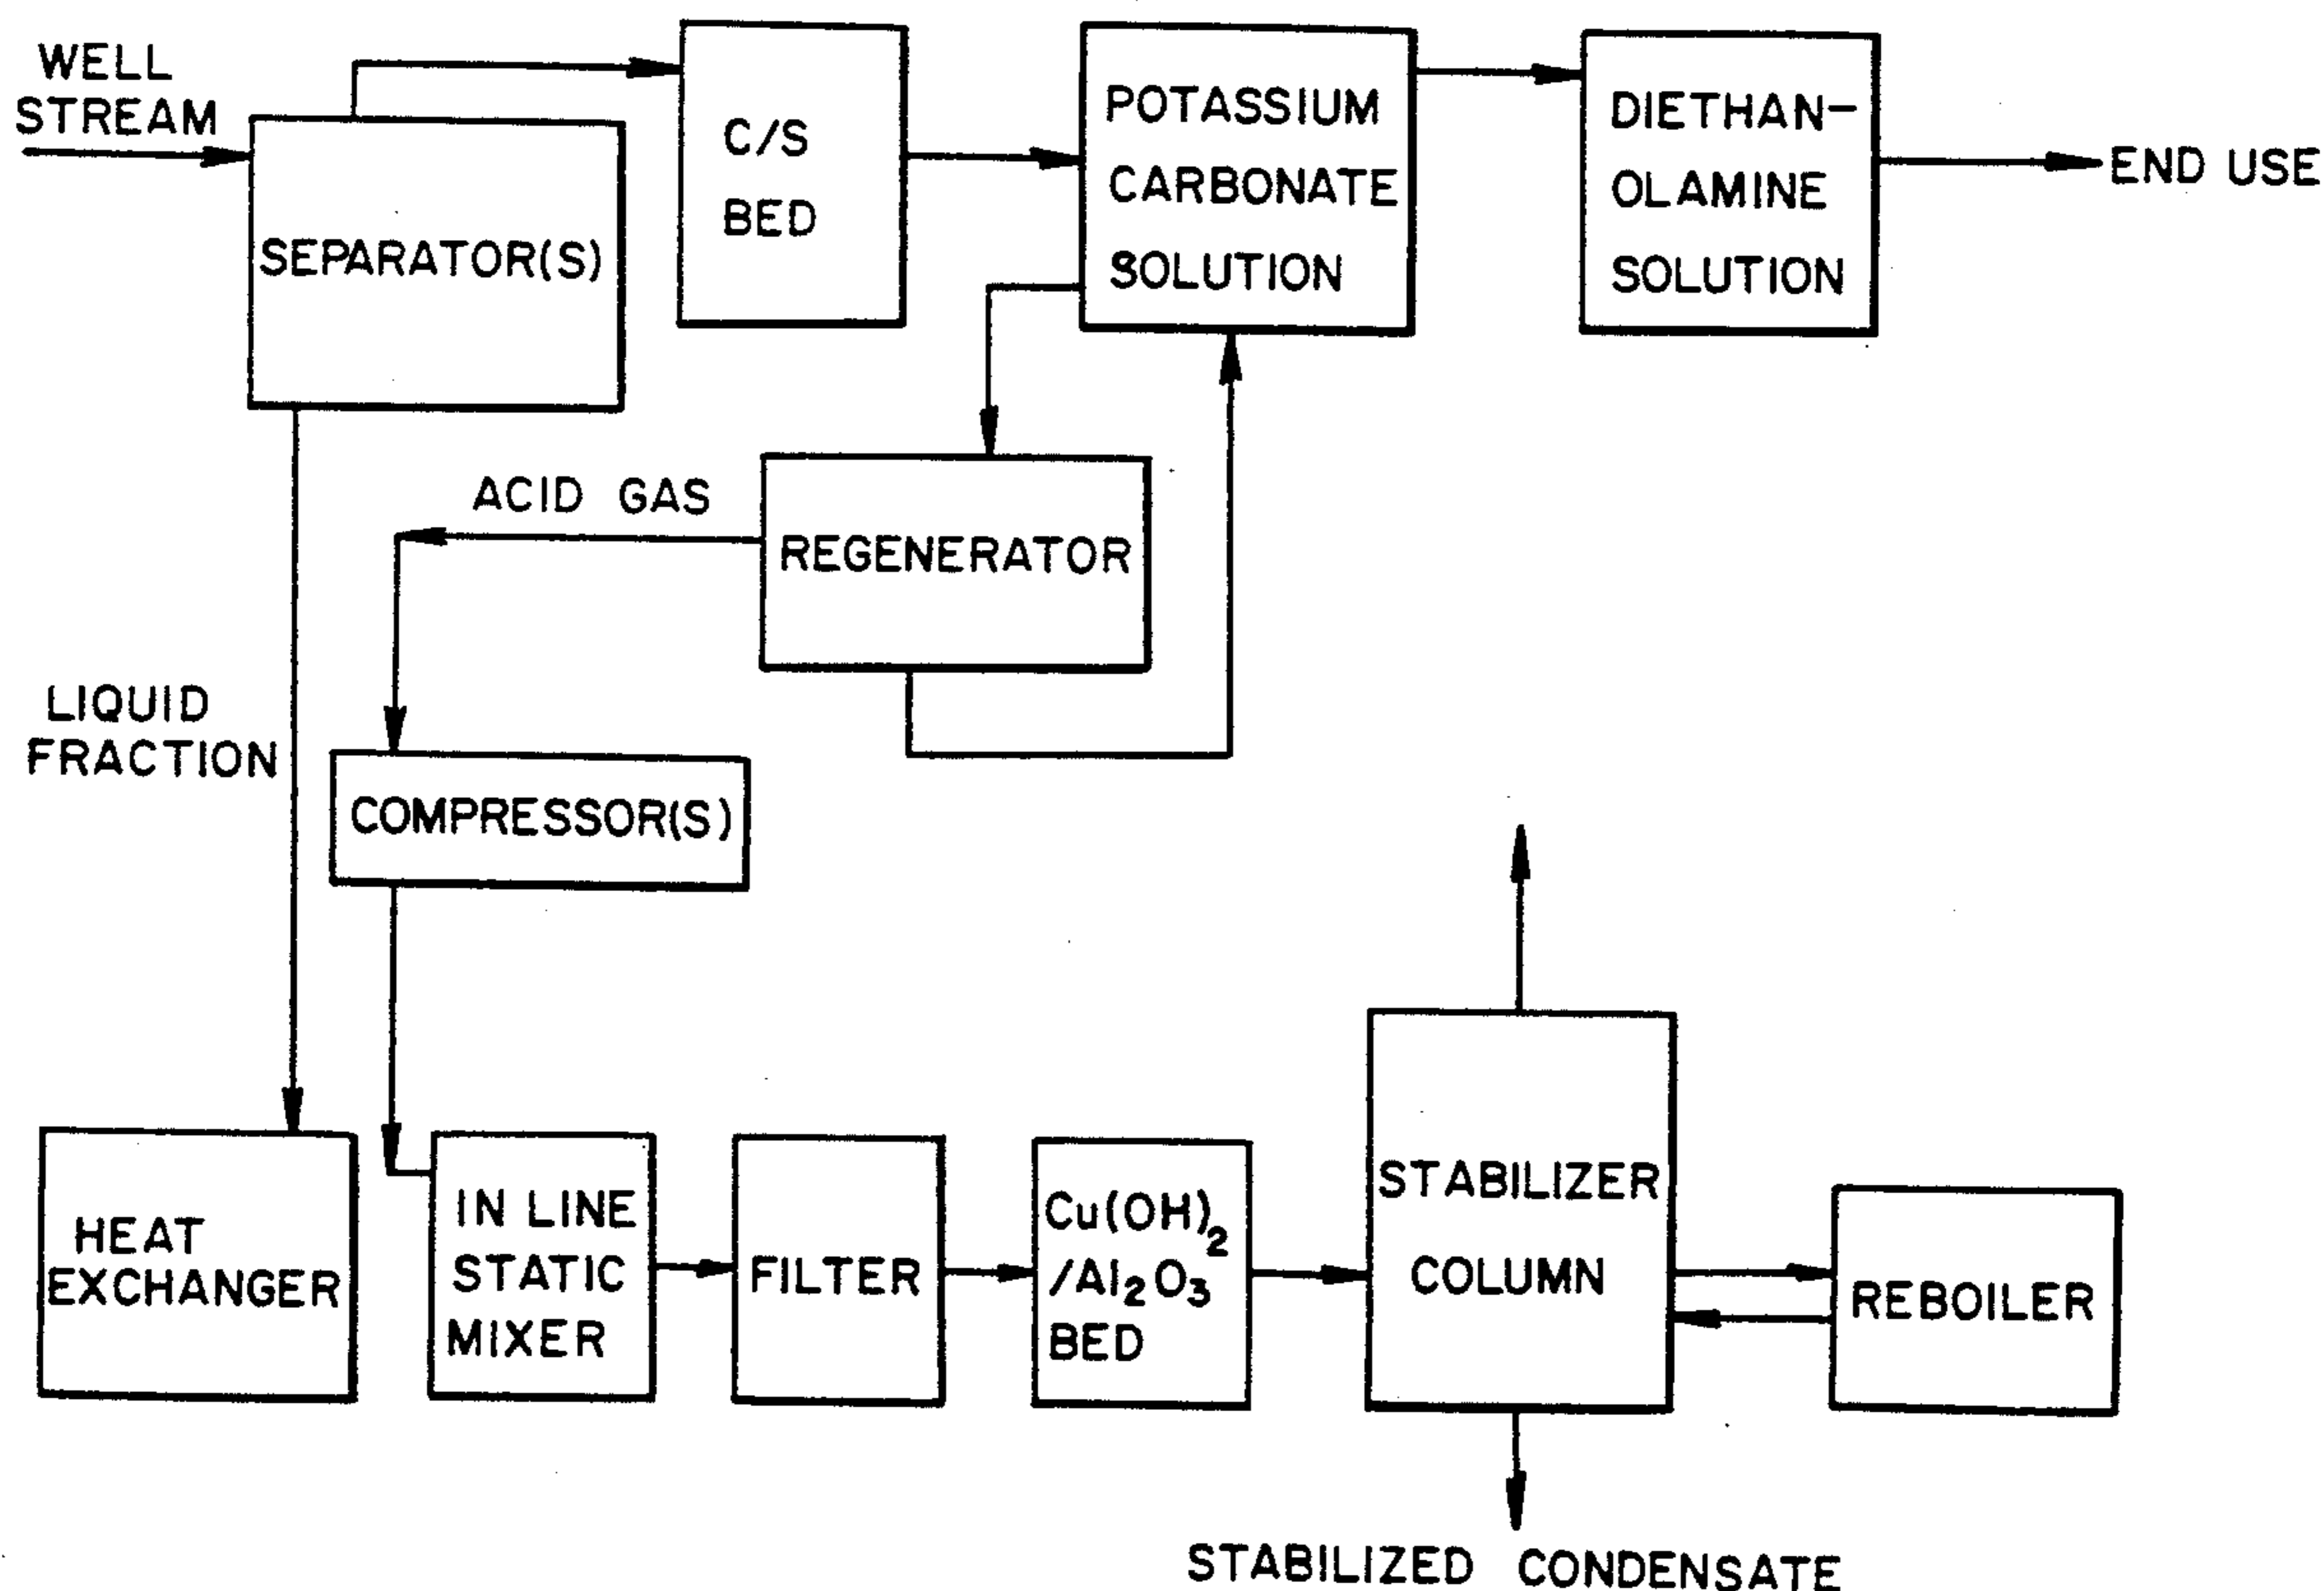 WELL
STREAM
SEPARATOR(S)
C/S
BED
POTASSIUM
CARBONATE
SOLUTION
DIETHAN-
OLAMINE
SOLUTION
END USE
ACID GAS
REGENERATOR
LIQUID
FRACTION
COMPRESSOR(S)
HEAT
EXCHANGER
IN LINE
STATIC
MIXER
FILTER
Cu(OH)₂
/Al₂O₃
BED
STABILIZER
COLUMN
REBOILER
STABILIZED CONDENSATE